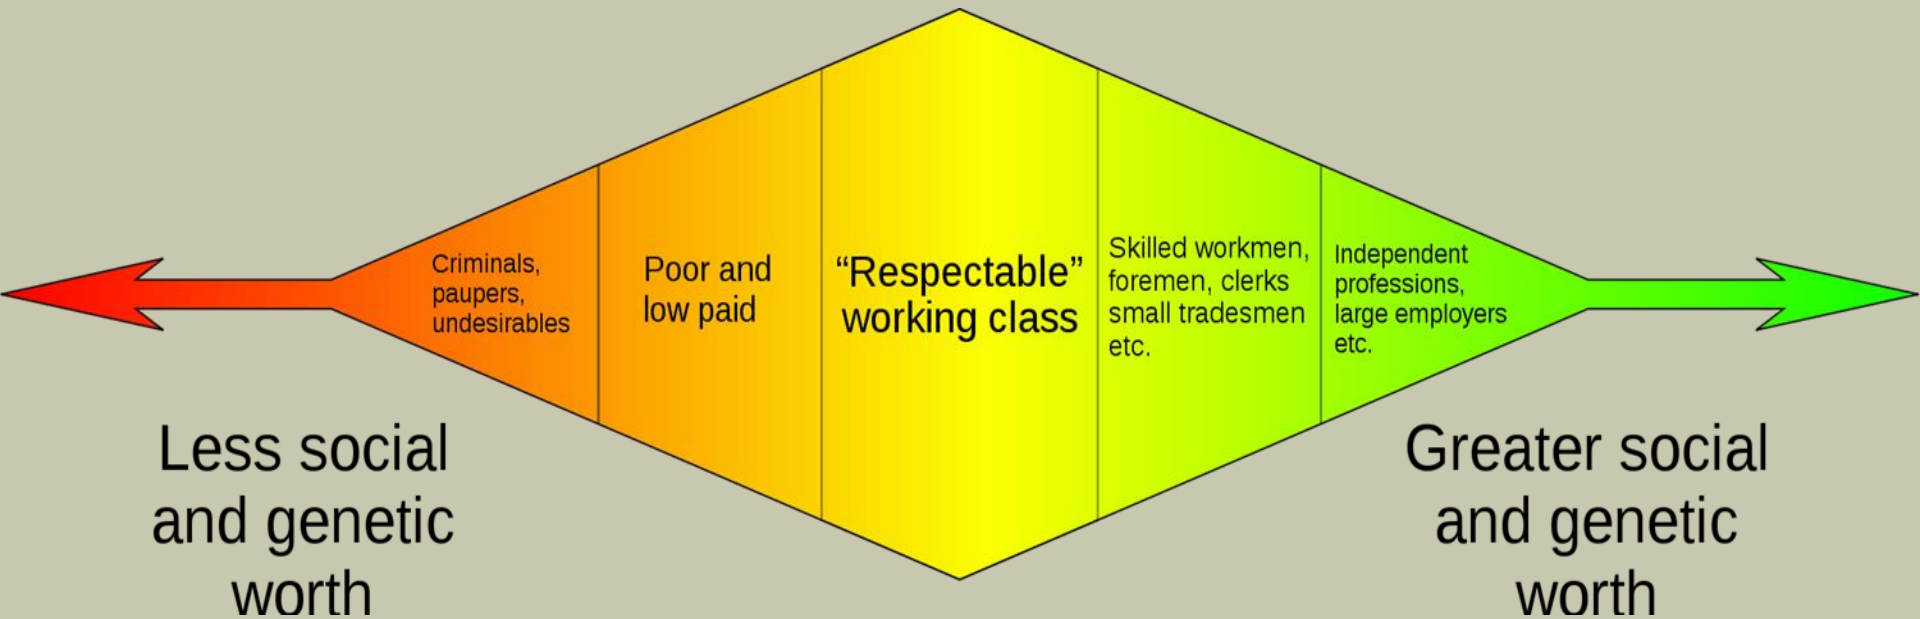 Criminals,
paupers,
undesirables
Poor and
low paid
“Respectable”
working class
Skilled workmen,
foremen, clerks
small tradesmen
etc.
Independent
professions,
large employers
etc.
Less social
and genetic
worth
Greater social
and genetic
worth